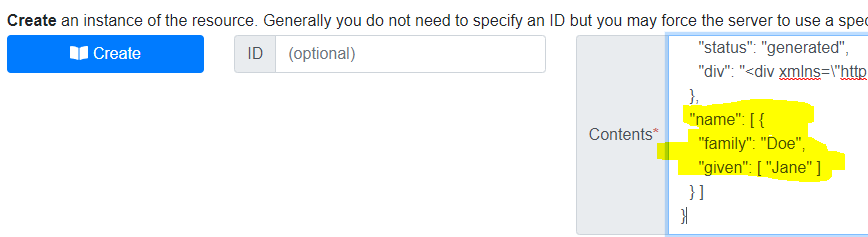 Create an instance of the resource. Generally you do not need to specify an ID but you may force the server to use a
Create
ID
(optional)
Contents*
"status": "generated",
"div": "<div xmlns=\"http
},
"name": [ {
"family": "Doe",
"given": [ "Jane" ]
} ]
}